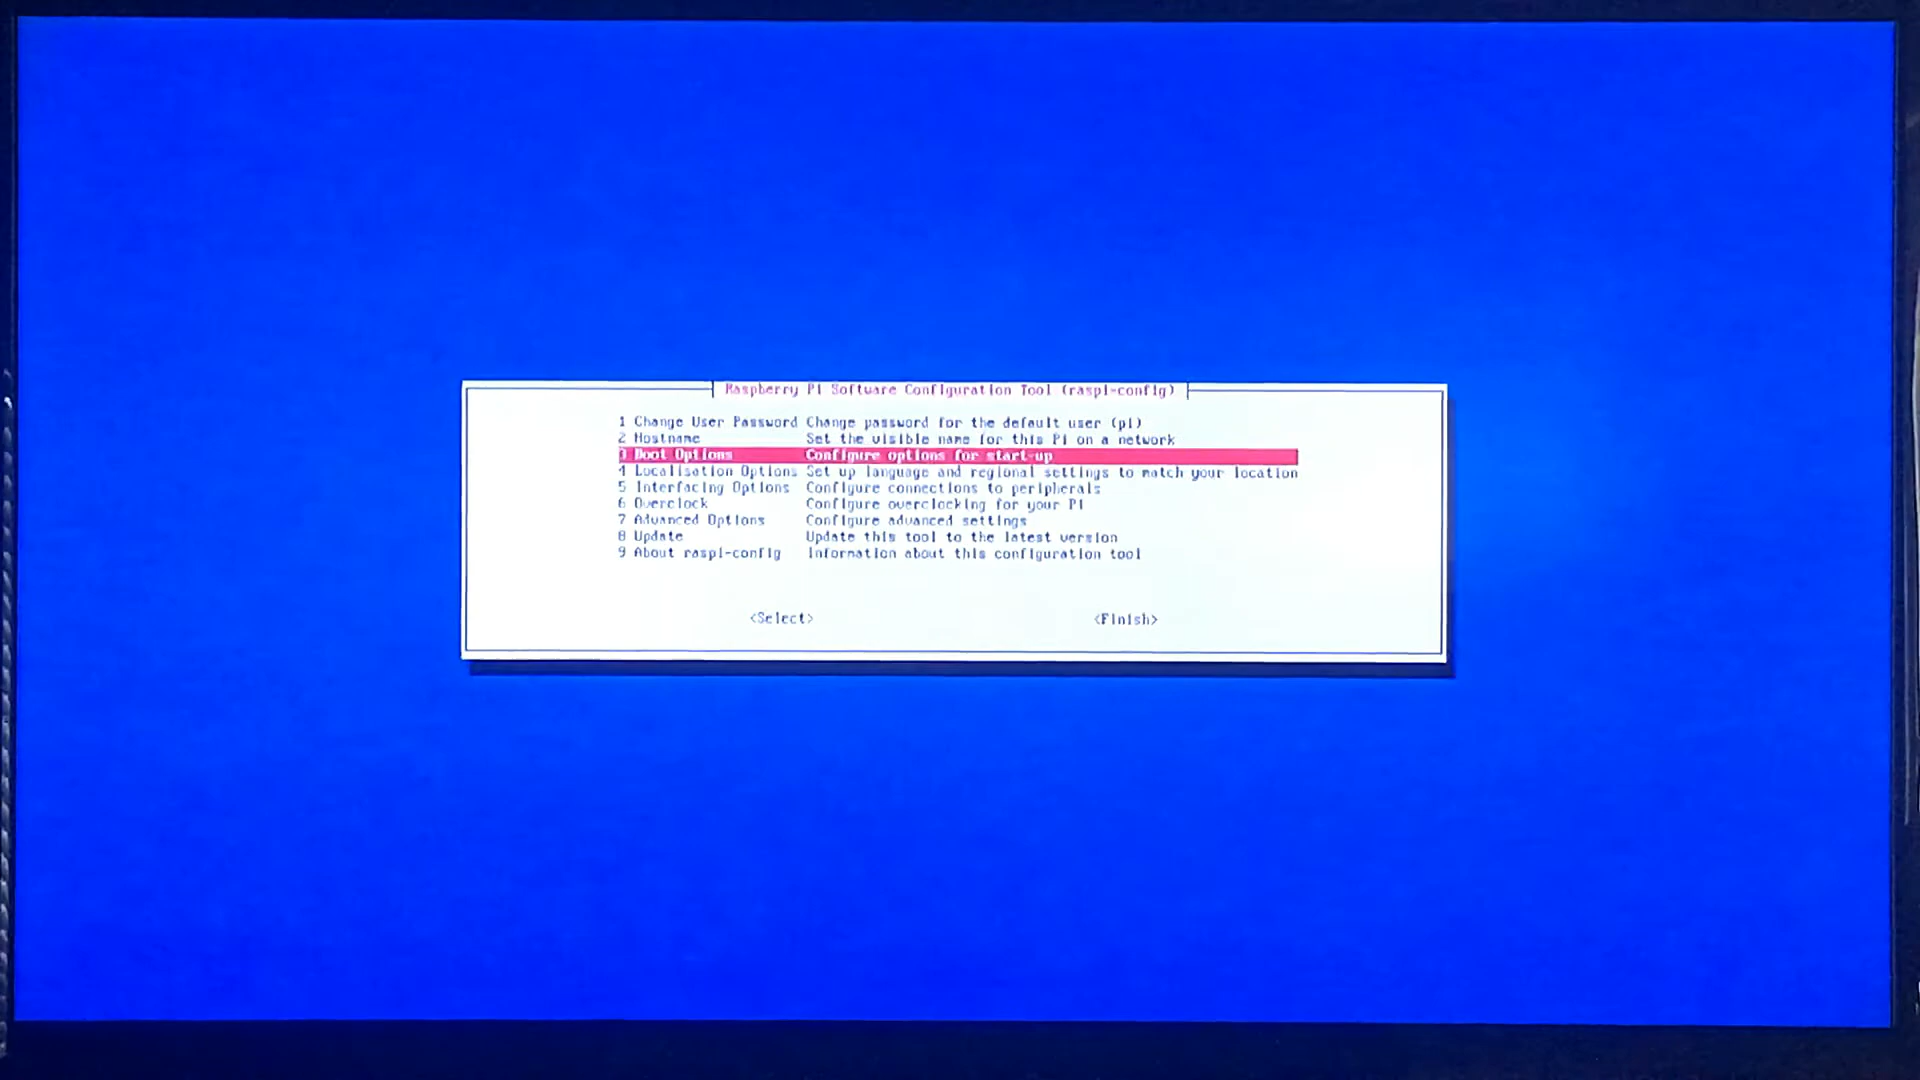 Raspberry Pi Software Configuration Tool (raspi-config)
1 Change User Password Change password for the default user (pi)
2 Hostname Set the visible name for this Pi on a network
3 Boot Options Configure options for start-up
4 Localisation Options Set up language and regional settings to match your location
5 Interfacing Options Configure connections to peripherals
6 Overclock Configure overclocking for your Pi
7 Advanced Options Configure advanced settings
8 Update Update this tool to the latest version
9 About raspi-config Information about this configuration tool
<Select> <Finish>